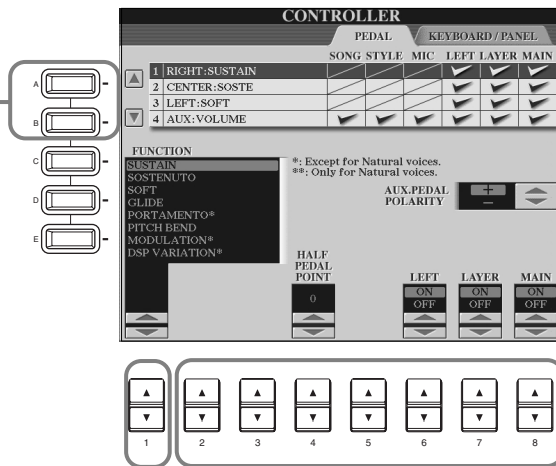 CONTROLLER
PEDAL KEYBOARD / PANEL
SONG STYLE MIC LEFT LAYER MAIN
A
1 RIGHT:SUSTAIN
2 CENTER:SOSTE
B
3 LEFT:SOFT
4 AUX:VOLUME
C
FUNCTION
SUSTAIN
SOSTENUTO
SOFT
GLIDE
PORTAMENTO*
PITCH BEND
MODULATION*
DSP VARIATION*
*: Except for Natural voices.
**: Only for Natural voices.
D
AUX.PEDAL
POLARITY
+
−
E
HALF
PEDAL
POINT
0
LEFT LAYER MAIN
ON ON ON
OFF OFF OFF
1 2 3 4 5 6 7 8